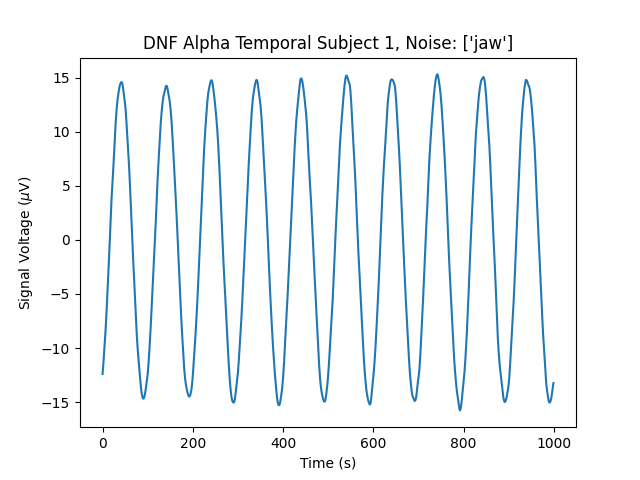 DNF Alpha Temporal Subject 1, Noise: ['jaw']
Signal Voltage (μV)
15
10
5
0
−5
−10
−15
0 200 400 600 800 1000
Time (s)